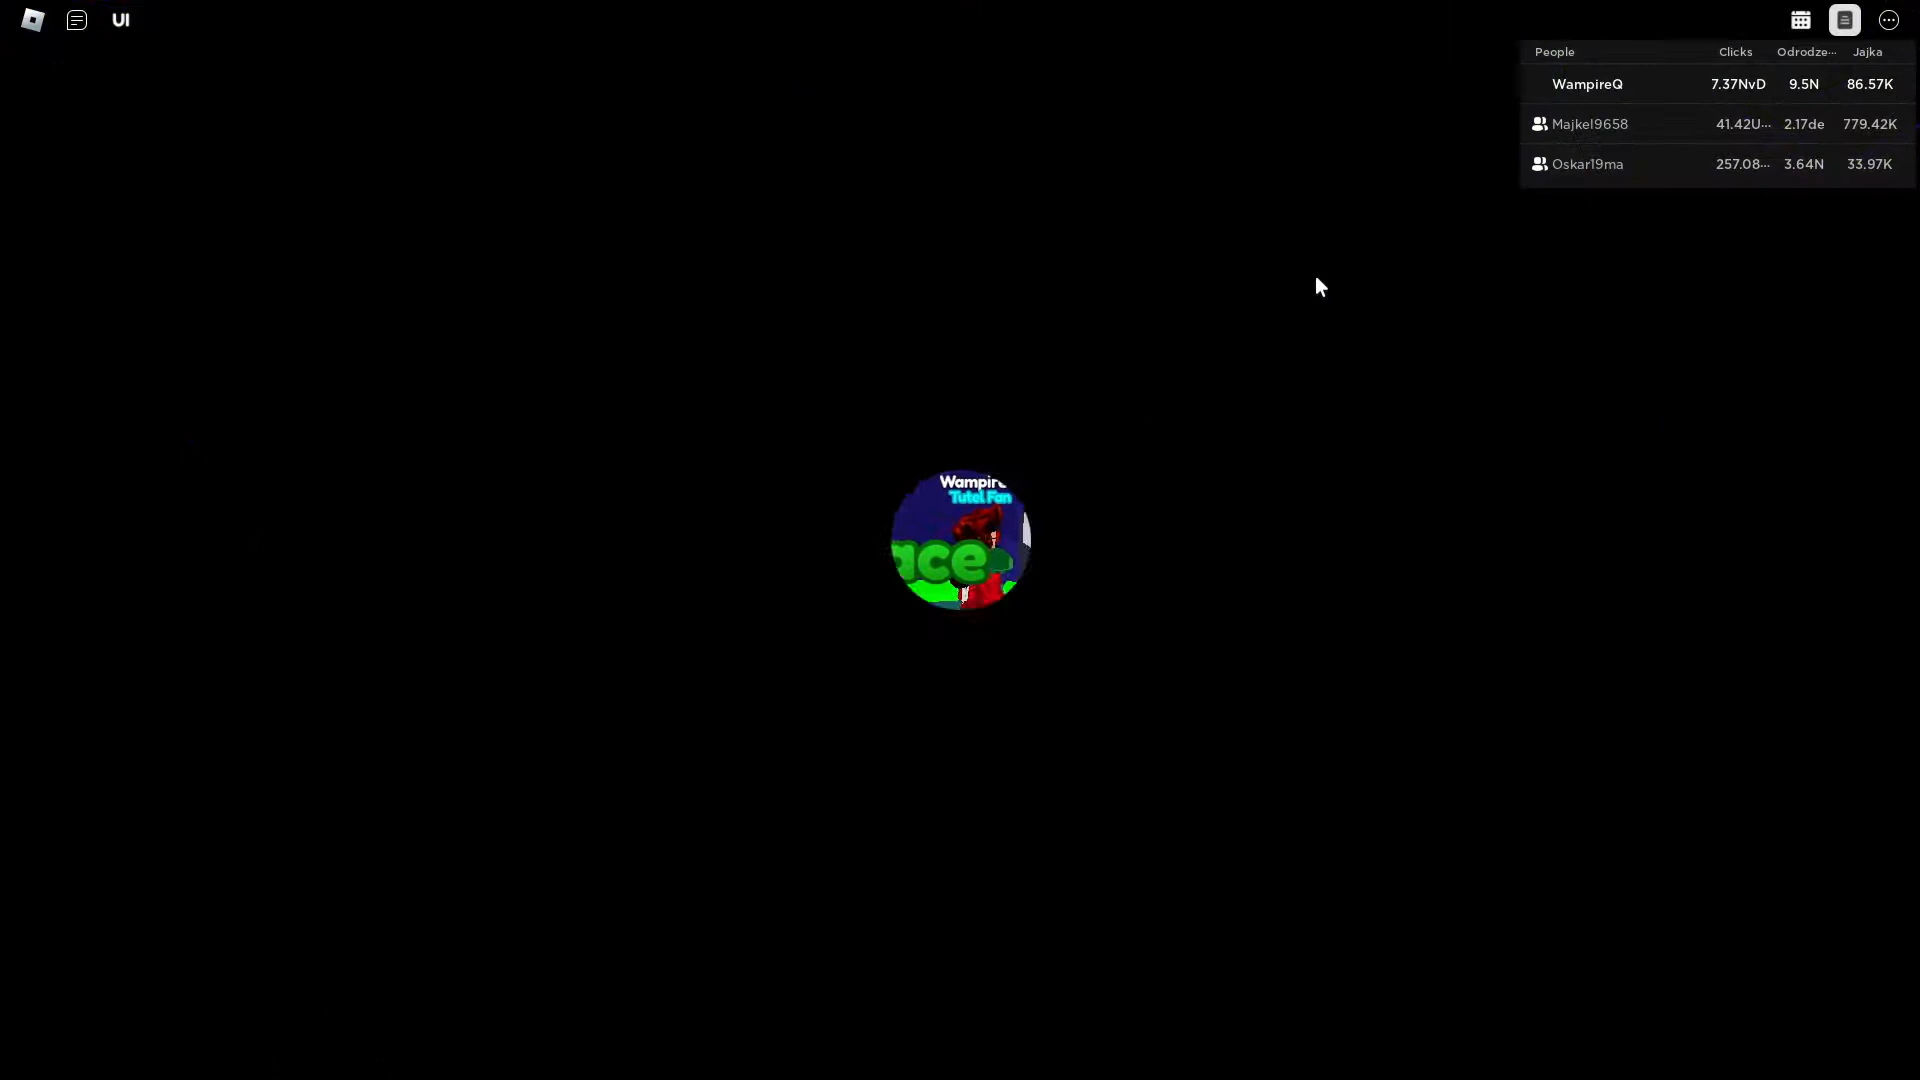 UI
People Clicks Odrodze... Jajka
WampireQ 7.37NvD 9.5N 86.57K
Majkel9658 41.42U... 2.17de 779.42K
Oskar19ma 257.08... 3.64N 33.97K
Wampire
Tutel Fan
ace